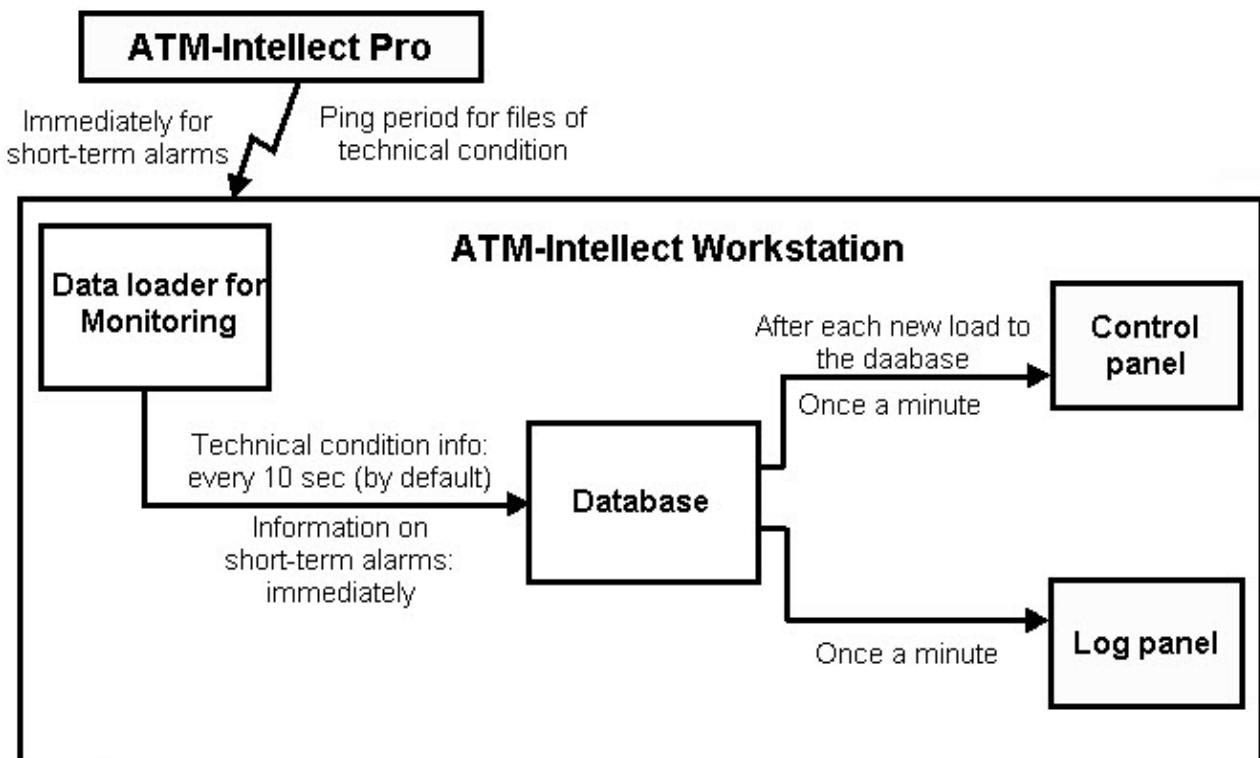 ATM-Intellect Pro
Immediately for
short-term alarms
Ping period for files of
technical condition
ATM-Intellect Workstation
Data loader for
Monitoring
After each new load to
the daabase
Once a minute
Control
panel
Technical condition info:
every 10 sec (by default)
Information on
short-term alarms:
immediately
Database
Once a minute
Log panel